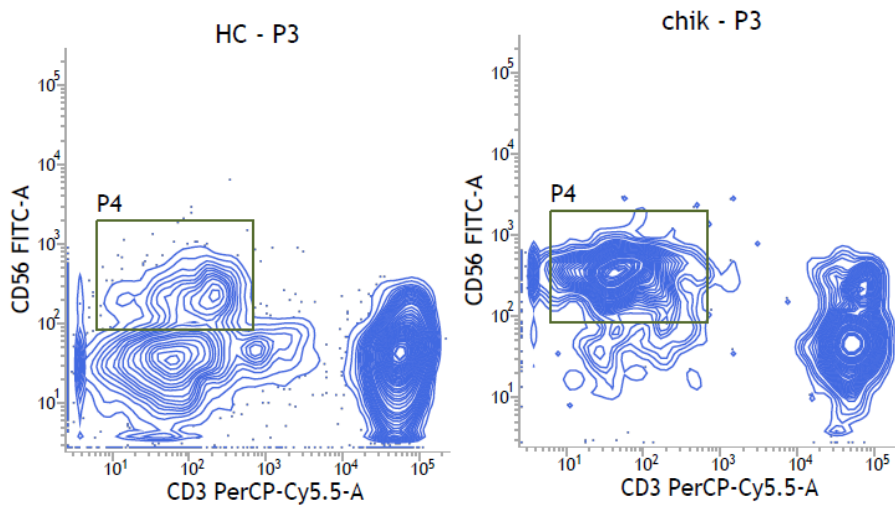 HC - P3
CD56 FITC-A
10^5
10^4
10^3
10^2
10^1
P4
10^1 10^2 10^3 10^4 10^5
CD3 PerCP-Cy5.5-A
chik - P3
CD56 FITC-A
10^5
10^4
10^3
10^2
10^1
P4
10^1 10^2 10^3 10^4 10^5
CD3 PerCP-Cy5.5-A